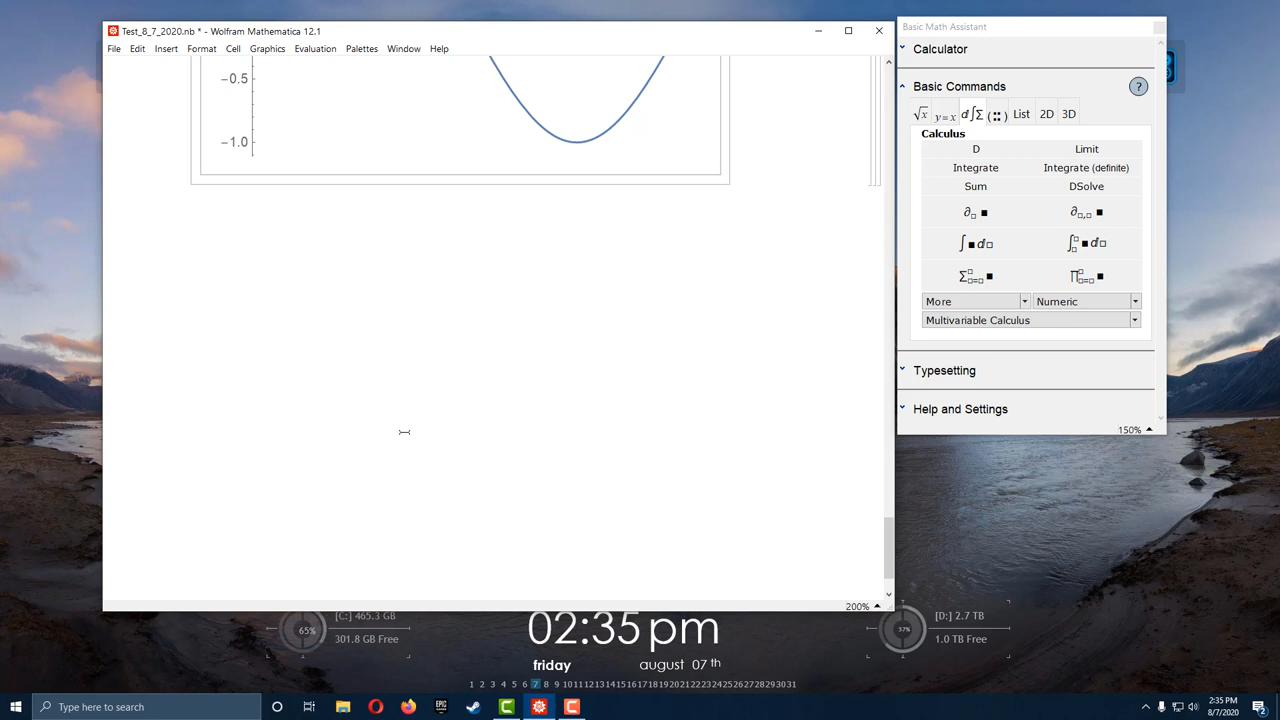 Test_8_7_2020.nb * - Wolfram Mathematica 12.1
File Edit Insert Format Cell Graphics Evaluation Palettes Window Help
-0.5
-1.0
200%
Basic Math Assistant
Calculator
Basic Commands
?
√x y=x d∫Σ List 2D 3D
Calculus
D Limit
Integrate Integrate (definite)
Sum DSolve
∂□ ■ ∂□,□ ■
∫■ d□ ∫□□ ■ d□
Σ□□=□ ■ ∏□□=□ ■
More Numeric
Multivariable Calculus
Typesetting
Help and Settings
150%
65%
[C:] 465.3 GB
301.8 GB Free
02:35 pm
friday august 07 th
1 2 3 4 5 6 7 8 9 10 11 12 13 14 15 16 17 18 19 20 21 22 23 24 25 26 27 28 29 30 31
37%
[D:] 2.7 TB
1.0 TB Free
Type here to search
EPIC GAMES
2:35 PM
8/7/2020
2